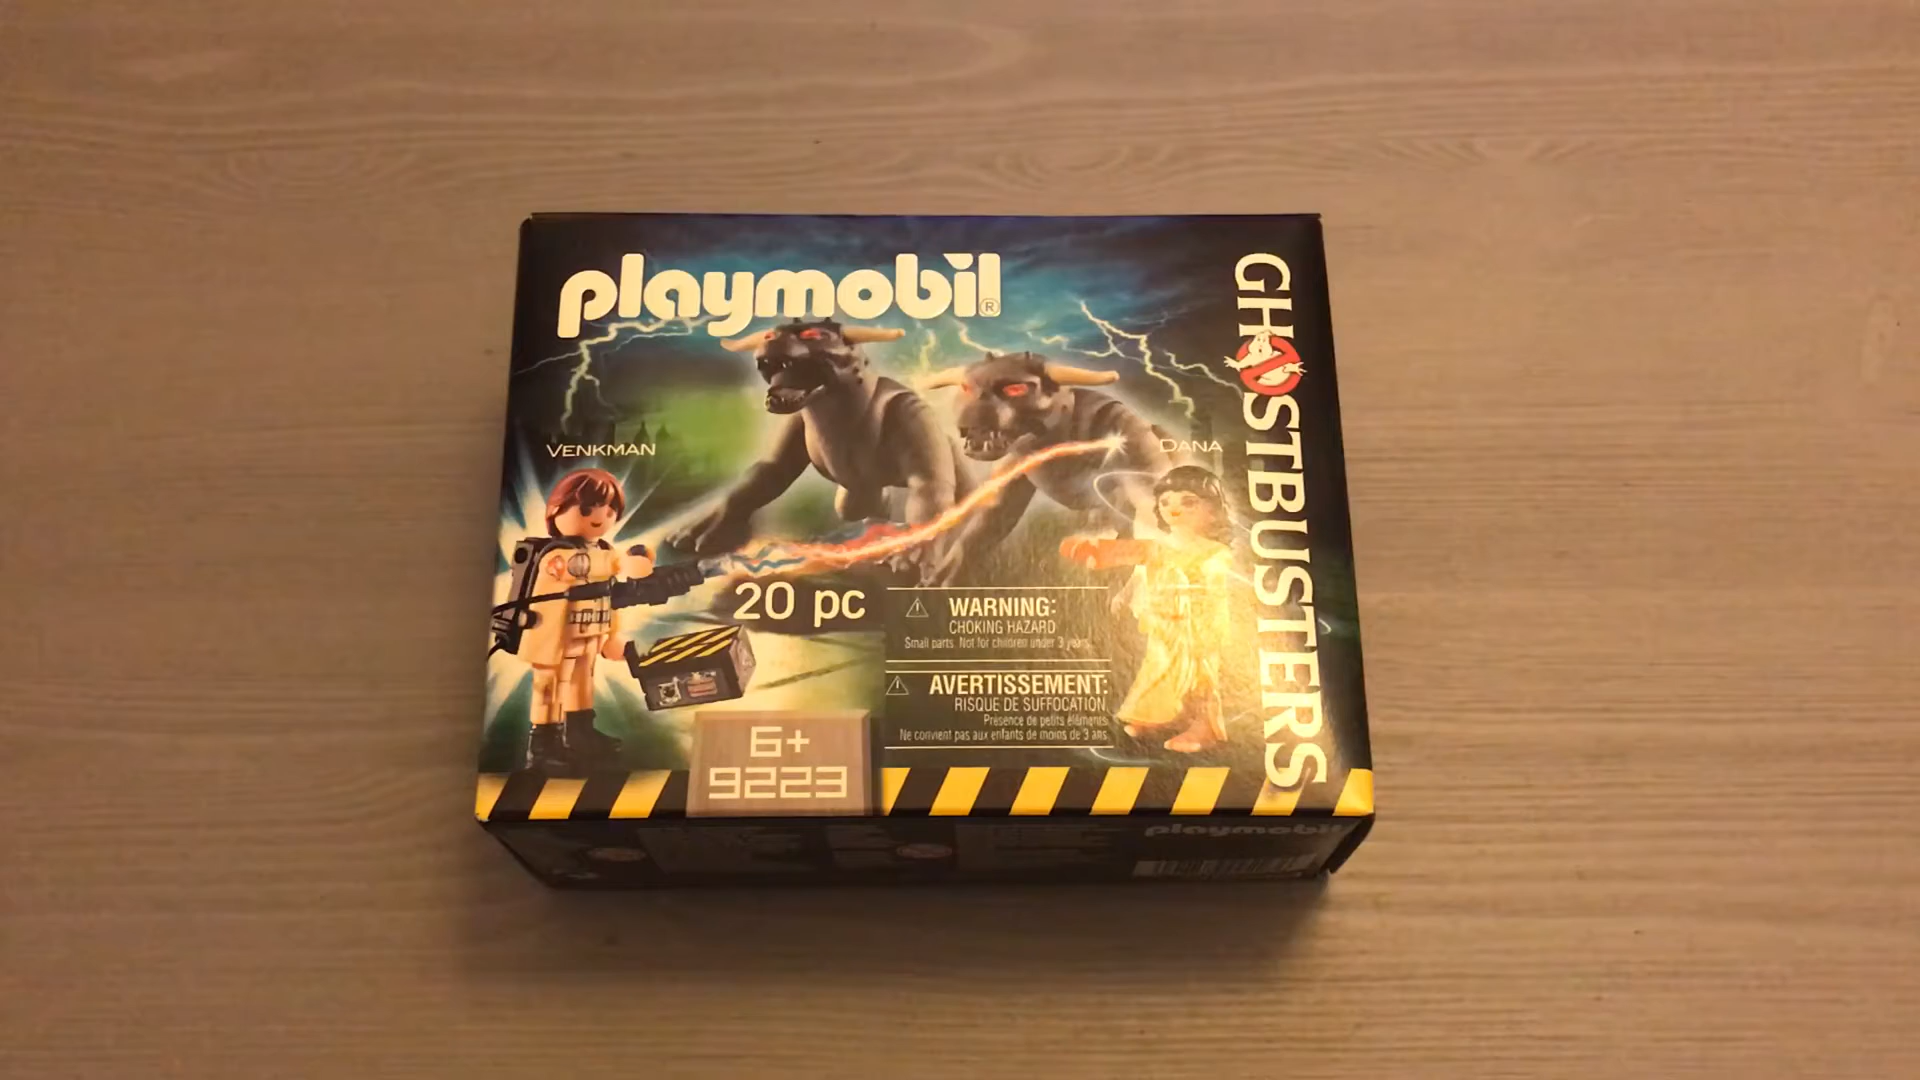 playmobil®
GHOSTBUSTERS
VENKMAN
DANA
20 pc
WARNING:
CHOKING HAZARD
Small parts. Not for children under 3 years.
AVERTISSEMENT:
RISQUE DE SUFFOCATION
Présence de petits éléments
Ne convient pas aux enfants de moins de 3 ans
6+
9223
playmobil